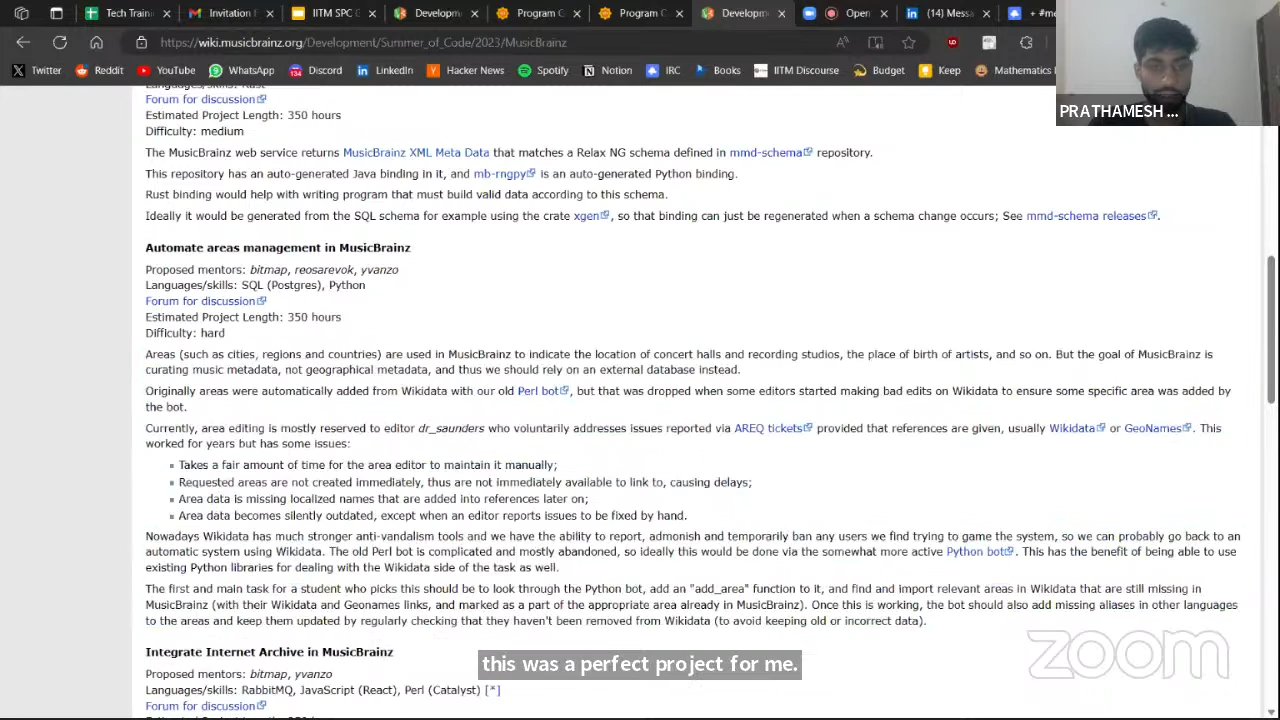 Tech Train
Invitation f
IITM SPC G
Developm
Program G
Program G
Developm
Open
(14) Messa
+ #me
https://wiki.musicbrainz.org/Development/Summer_of_Code/2023/MusicBrainz
Twitter
Reddit
YouTube
WhatsApp
Discord
LinkedIn
Hacker News
Spotify
Notion
IRC
Books
IITM Discourse
Budget
Keep
Mathematics
PRATHAMESH ...
Languages/skills: Rust
Forum for discussion
Estimated Project Length: 350 hours
Difficulty: medium
The MusicBrainz web service returns MusicBrainz XML Meta Data that matches a Relax NG schema defined in mmd-schema repository.
This repository has an auto-generated Java binding in it, and mb-rngpy is an auto-generated Python binding.
Rust binding would help with writing program that must build valid data according to this schema.
Ideally it would be generated from the SQL schema for example using the crate xgen, so that binding can just be regenerated when a schema change occurs; See mmd-schema releases.
Automate areas management in MusicBrainz
Proposed mentors: bitmap, reosarevok, yvanzo
Languages/skills: SQL (Postgres), Python
Forum for discussion
Estimated Project Length: 350 hours
Difficulty: hard
Areas (such as cities, regions and countries) are used in MusicBrainz to indicate the location of concert halls and recording studios, the place of birth of artists, and so on. But the goal of MusicBrainz is
curating music metadata, not geographical metadata, and thus we should rely on an external database instead.
Originally areas were automatically added from Wikidata with our old Perl bot, but that was dropped when some editors started making bad edits on Wikidata to ensure some specific area was added by
the bot.
Currently, area editing is mostly reserved to editor dr_saunders who voluntarily addresses issues reported via AREQ tickets provided that references are given, usually Wikidata or GeoNames. This
worked for years but has some issues:
Takes a fair amount of time for the area editor to maintain it manually;
Requested areas are not created immediately, thus are not immediately available to link to, causing delays;
Area data is missing localized names that are added into references later on;
Area data becomes silently outdated, except when an editor reports issues to be fixed by hand.
Nowadays Wikidata has much stronger anti-vandalism tools and we have the ability to report, admonish and temporarily ban any users we find trying to game the system, so we can probably go back to an
automatic system using Wikidata. The old Perl bot is complicated and mostly abandoned, so ideally this would be done via the somewhat more active Python bot. This has the benefit of being able to use
existing Python libraries for dealing with the Wikidata side of the task as well.
The first and main task for a student who picks this should be to look through the Python bot, add an "add_area" function to it, and find and import relevant areas in Wikidata that are still missing in
MusicBrainz (with their Wikidata and Geonames links, and marked as a part of the appropriate area already in MusicBrainz). Once this is working, the bot should also add missing aliases in other languages
to the areas and keep them updated by regularly checking that they haven't been removed from Wikidata (to avoid keeping old or incorrect data).
Integrate Internet Archive in MusicBrainz
Proposed mentors: bitmap, yvanzo
Languages/skills: RabbitMQ, JavaScript (React), Perl (Catalyst) [*]
Forum for discussion
this was a perfect project for me.
zoom